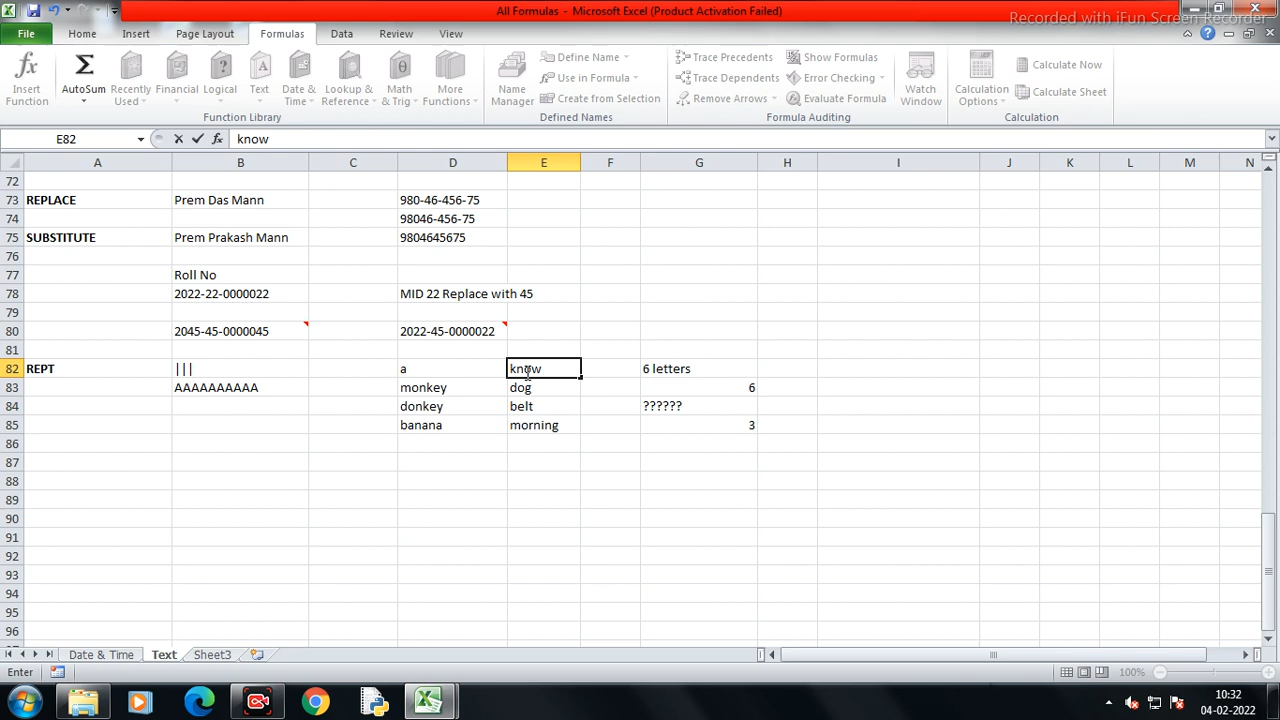 All Formulas - Microsoft Excel (Product Activation Failed)
Recorded with iFun Screen Recorder
File Home Insert Page Layout Formulas Data Review View
Insert Function
AutoSum
Recently Used
Financial
Logical
Text
Date & Time
Lookup & Reference
Math & Trig
More Functions
Function Library
Name Manager
Define Name
Use in Formula
Create from Selection
Defined Names
Trace Precedents
Trace Dependents
Remove Arrows
Show Formulas
Error Checking
Evaluate Formula
Formula Auditing
Watch Window
Calculation Options
Calculate Now
Calculate Sheet
Calculation
E82 fx know
A B C D E F G H I J K L M N
72
73 REPLACE Prem Das Mann 980-46-456-75
74 98046-456-75
75 SUBSTITUTE Prem Prakash Mann 9804645675
76
77 Roll No
78 2022-22-0000022 MID 22 Replace with 45
79
80 2045-45-0000045 2022-45-0000022
81
82 REPT ||| a know 6 letters
83 AAAAAAAAAA monkey dog 6
84 donkey belt ??????
85 banana morning 3
86
87
88
89
90
91
92
93
94
95
96
Date & Time Text Sheet3
Enter 100%
10:32
04-02-2022